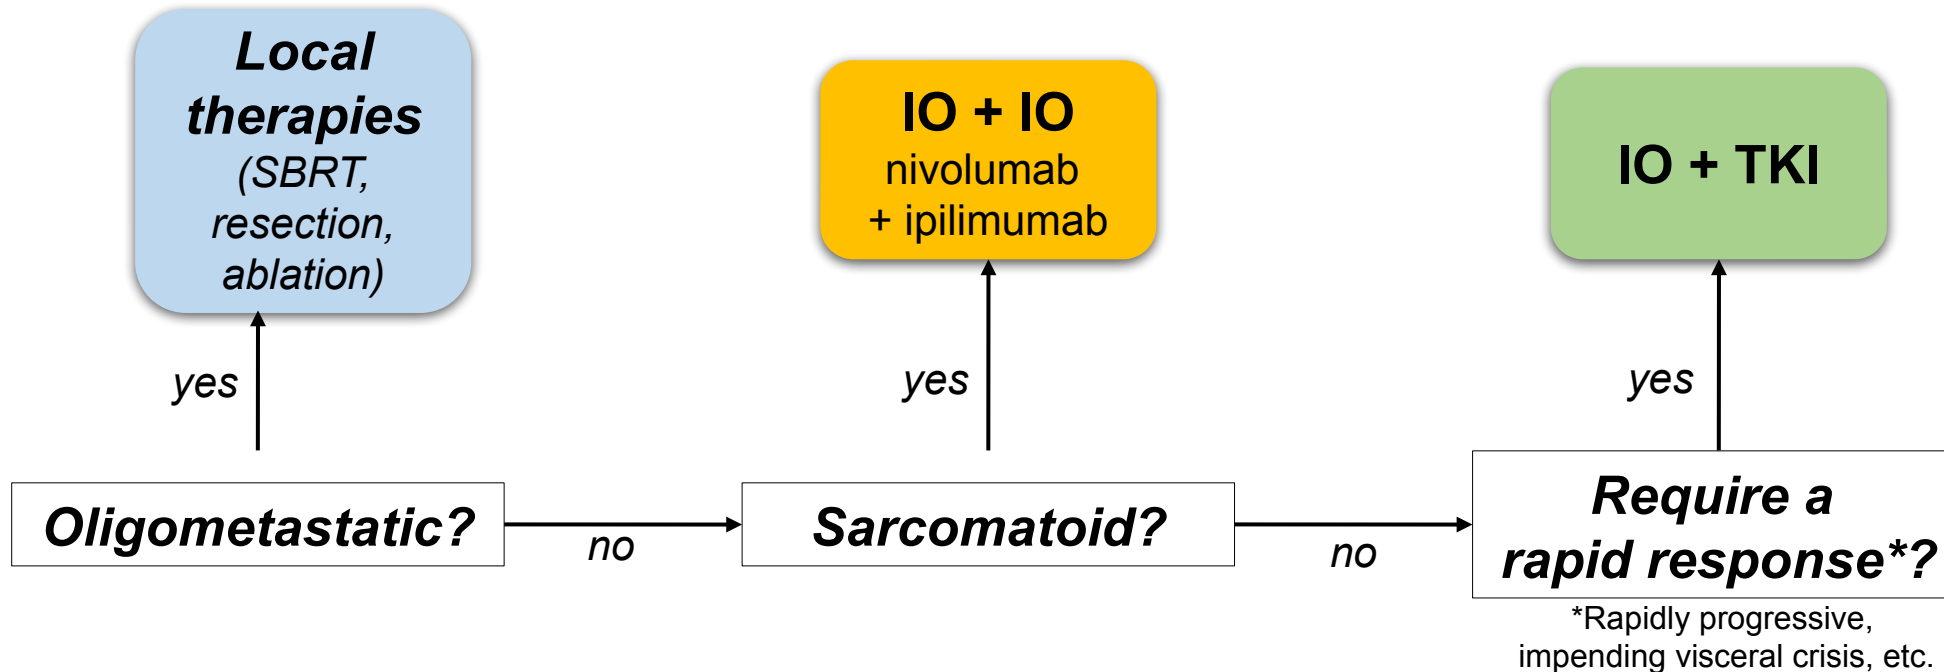 Local
therapies
(SBRT,
resection,
ablation)
IO + IO
nivolumab
+ ipilimumab
IO + TKI
yes
yes
yes
Oligometastatic?
no
Sarcomatoid?
no
Require a
rapid response*?
*Rapidly progressive,
impending visceral crisis, etc.